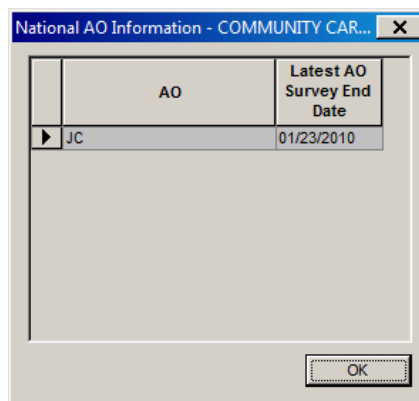 National AO Information - COMMUNITY CAR...
AO
Latest AO
Survey End
Date
JC
01/23/2010
OK